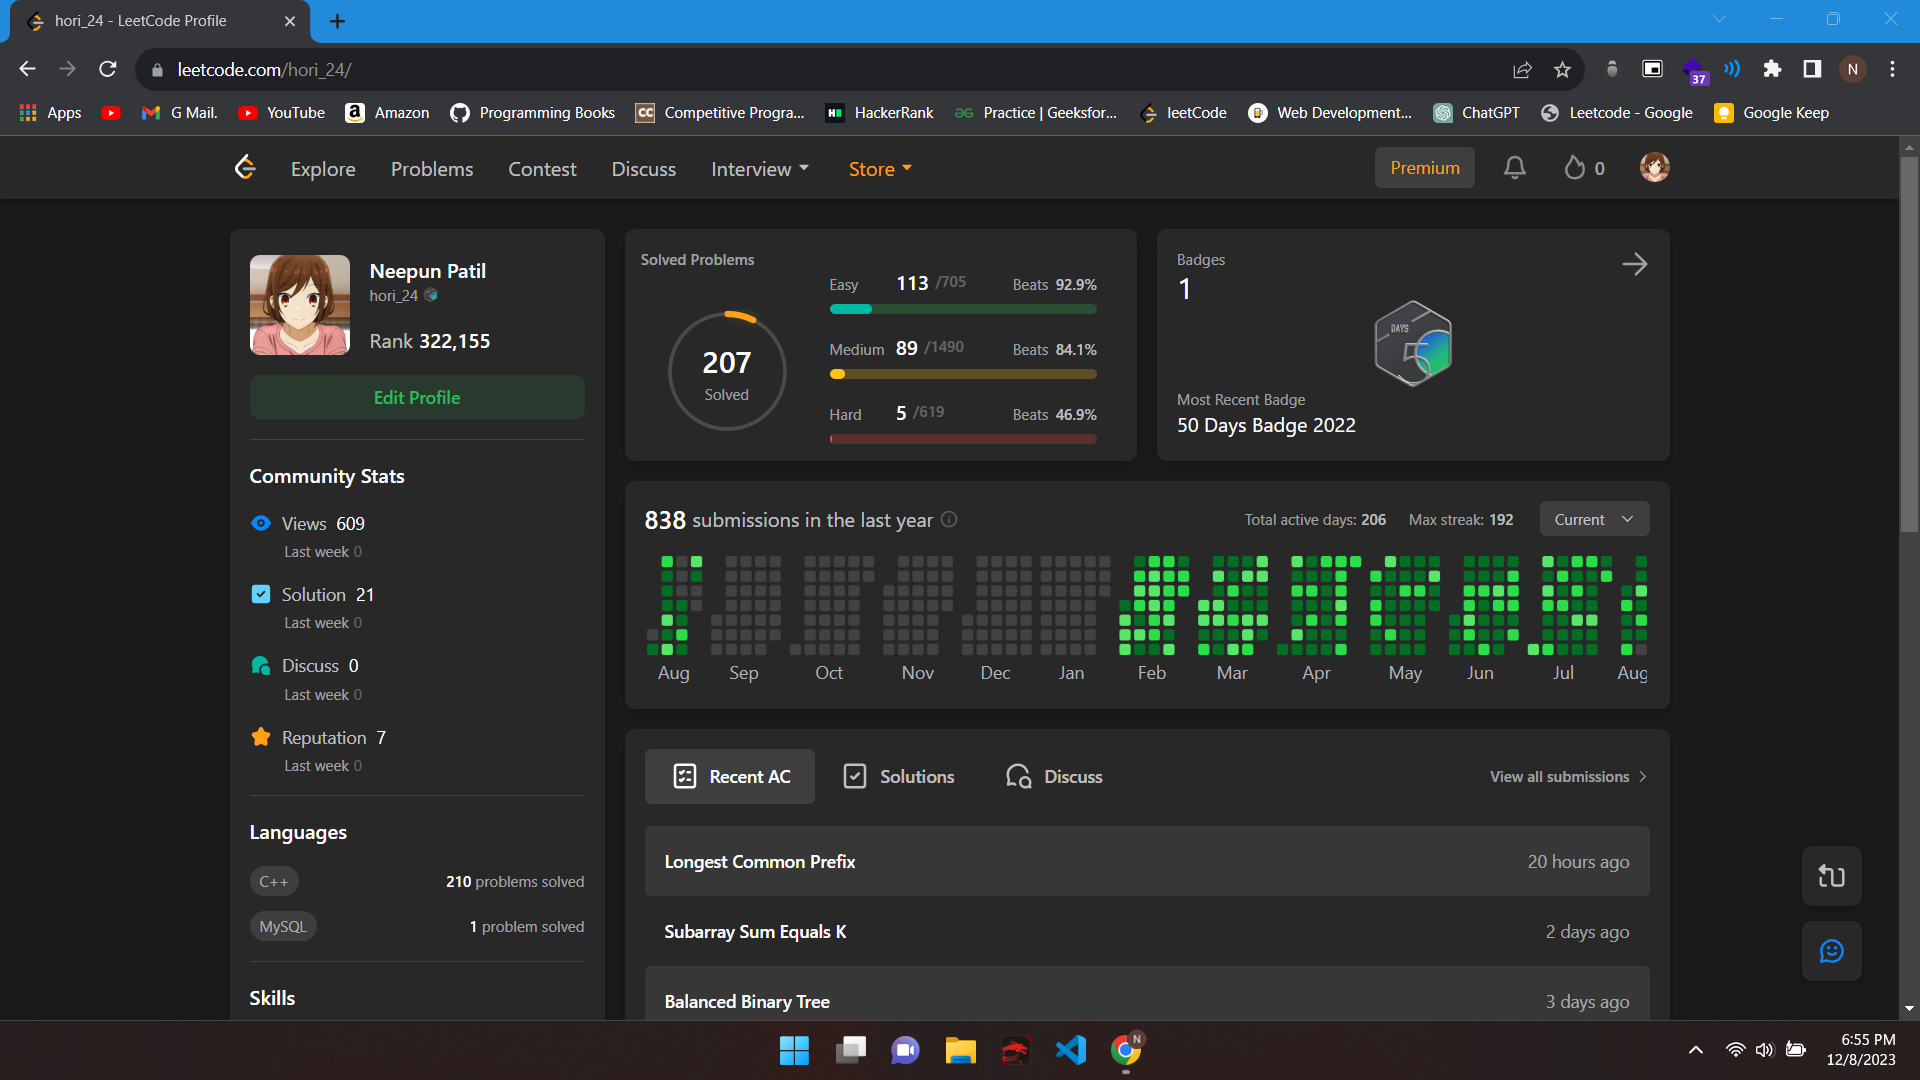 hori_24 - LeetCode Profile
leetcode.com/hori_24/
37
N
Apps
G Mail.
YouTube
Amazon
Programming Books
Competitive Progra...
HackerRank
Practice | Geeksfor...
leetCode
Web Development...
ChatGPT
Leetcode - Google
Google Keep
Explore
Problems
Contest
Discuss
Interview
Store
Premium
0
Neepun Patil
hori_24
Rank 322,155
Edit Profile
Community Stats
Views 609
Last week 0
Solution 21
Last week 0
Discuss 0
Last week 0
Reputation 7
Last week 0
Languages
C++ 210 problems solved
MySQL 1 problem solved
Skills
Solved Problems
207
Solved
Easy 113 /705 Beats 92.9%
Medium 89 /1490 Beats 84.1%
Hard 5 /619 Beats 46.9%
Badges
1
DAYS
50
Most Recent Badge
50 Days Badge 2022
838 submissions in the last year
Total active days: 206 Max streak: 192
Current
Aug Sep Oct Nov Dec Jan Feb Mar Apr May Jun Jul Aug
Recent AC
Solutions
Discuss
View all submissions
Longest Common Prefix 20 hours ago
Subarray Sum Equals K 2 days ago
Balanced Binary Tree 3 days ago
N
6:55 PM
12/8/2023